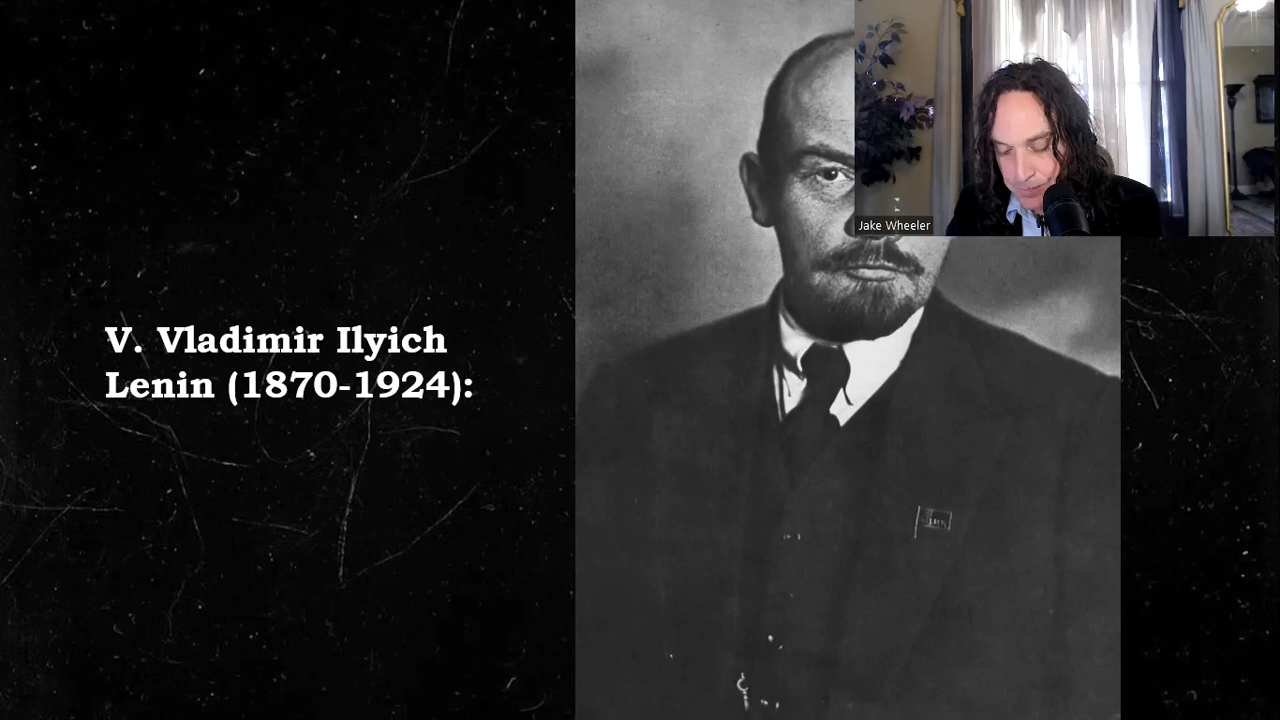 V. Vladimir Ilyich
Lenin (1870-1924):
Jake Wheeler